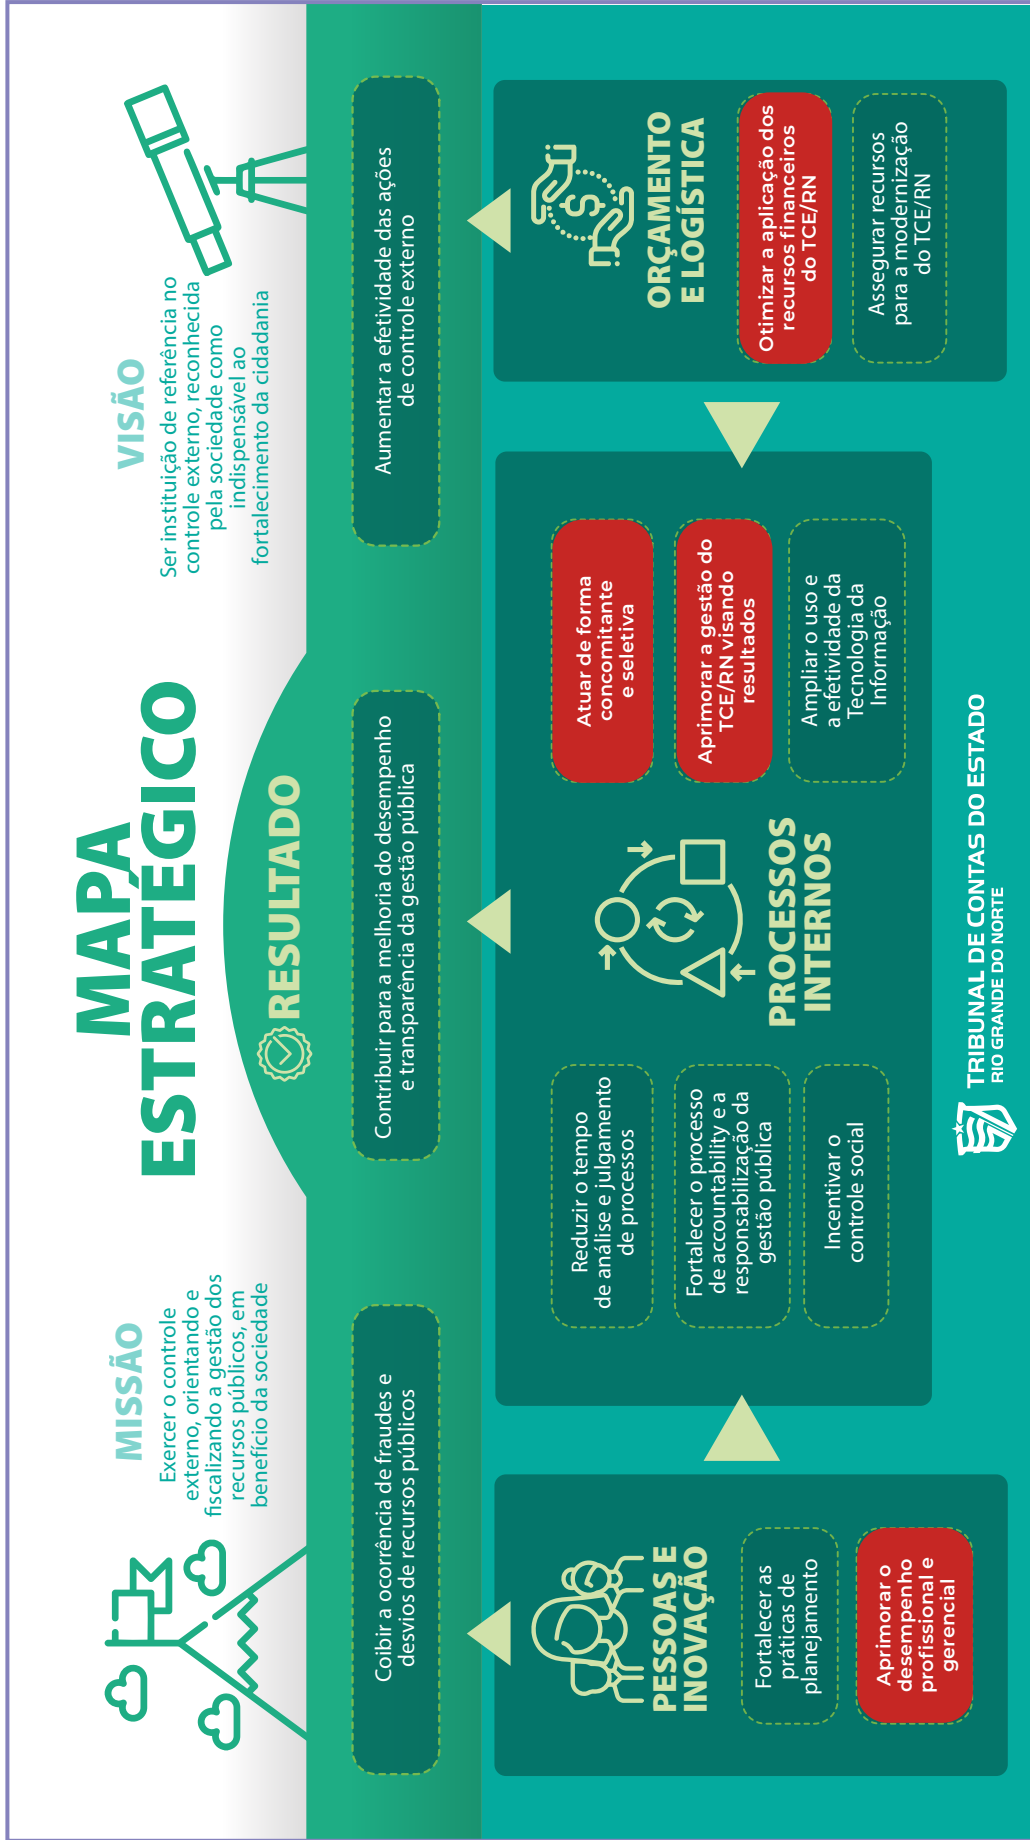 MAPA
ESTRATÉGICO
MISSÃO
Exercer o controle
externo, orientando e
fiscalizando a gestão dos
recursos públicos, em
benefício da sociedade
VISÃO
Ser instituição de referência no
controle externo, reconhecida
pela sociedade como
indispensável ao
fortalecimento da cidadania
RESULTADO
Coibir a ocorrência de fraudes e
desvios de recursos públicos
Contribuir para a melhoria do desempenho
e transparência da gestão pública
Aumentar a efetividade das ações
de controle externo
PESSOAS E
INOVAÇÃO
Fortalecer as
práticas de
planejamento
Aprimorar o
desempenho
profissional e
gerencial
PROCESSOS
INTERNOS
Reduzir o tempo
de análise e julgamento
de processos
Fortalecer o processo
de accountability e a
responsabilização da
gestão pública
Incentivar o
controle social
Atuar de forma
concomitante
e seletiva
Aprimorar a gestão do
TCE/RN visando
resultados
Ampliar o uso e
a efetividade da
Tecnologia da
Informação
ORÇAMENTO
E LOGÍSTICA
Otimizar a aplicação dos
recursos financeiros
do TCE/RN
Assegurar recursos
para a modernização
do TCE/RN
TRIBUNAL DE CONTAS DO ESTADO
RIO GRANDE DO NORTE